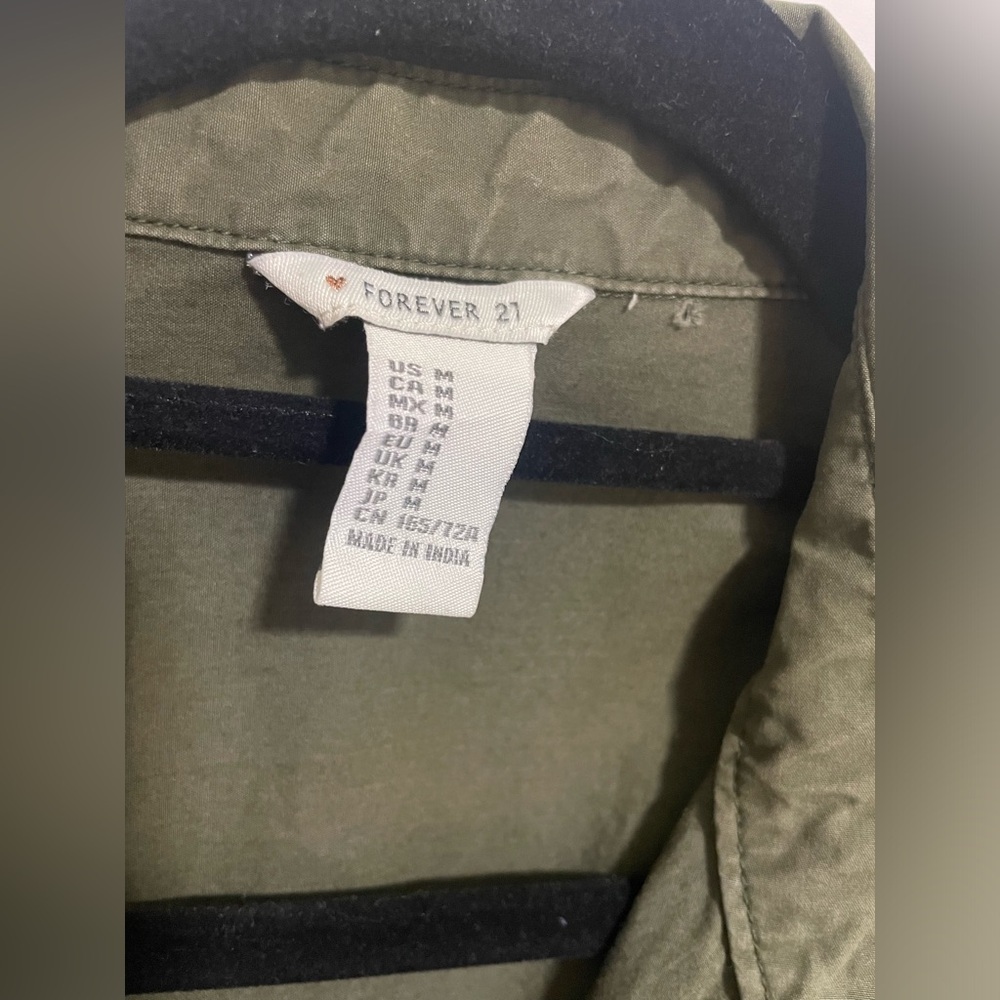 FOREVER 21
US M
CA M
MX M
BR M
EU M
UK M
KR M
JP M
CN 165/72A
MADE IN INDIA